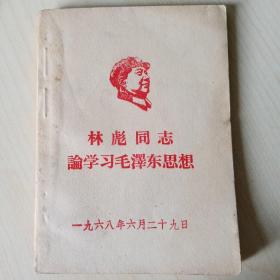 林彪同志
論学习毛澤东思想
一九六八年六月二十九日